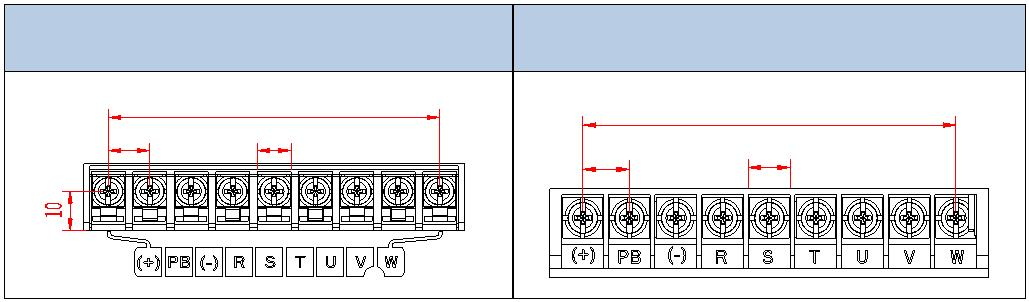 10
(+) PB (-) R S T U V W
(+) PB (-) R S T U V W